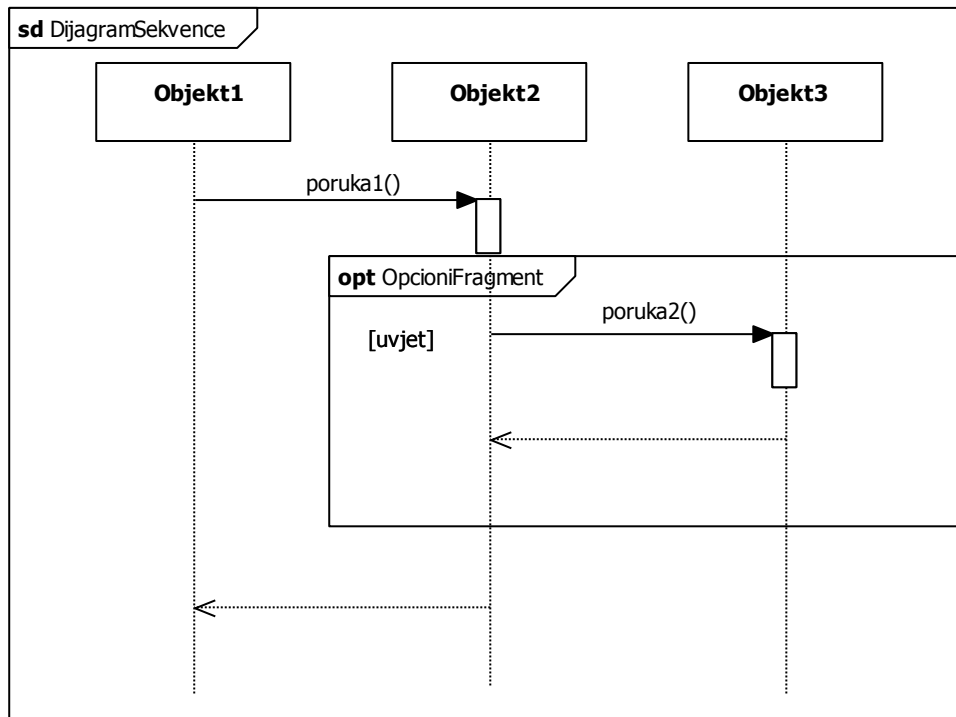 sd DijagramSekvence
Objekt1
Objekt2
Objekt3
poruka1()
opt OpcioniFragment
poruka2()
[uvjet]